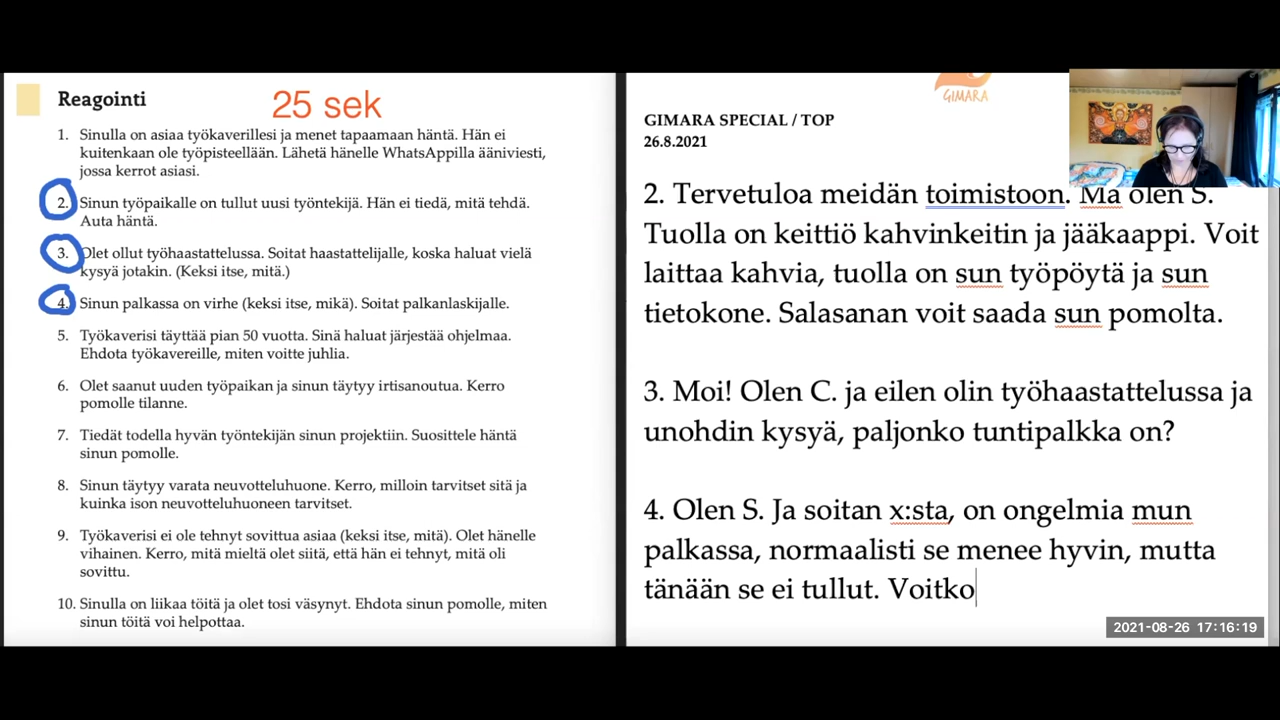 Reagointi
25 sek
1. Sinulla on asiaa työkaverillesi ja menet tapaamaan häntä. Hän ei
kuitenkaan ole työpisteellään. Lähetä hänelle WhatsAppilla ääniviesti,
jossa kerrot asiasi.
2. Sinun työpaikalle on tullut uusi työntekijä. Hän ei tiedä, mitä tehdä.
Auta häntä.
3. Olet ollut työhaastattelussa. Soitat haastattelijalle, koska haluat vielä
kysyä jotakin. (Keksi itse, mitä.)
4. Sinun palkassa on virhe (keksi itse, mikä). Soitat palkanlaskijalle.
5. Työkaverisi täyttää pian 50 vuotta. Sinä haluat järjestää ohjelmaa.
Ehdota työkavereille, miten voitte juhlia.
6. Olet saanut uuden työpaikan ja sinun täytyy irtisanoutua. Kerro
pomolle tilanne.
7. Tiedät todella hyvän työntekijän sinun projektiin. Suosittele häntä
sinun pomolle.
8. Sinun täytyy varata neuvotteluhuone. Kerro, milloin tarvitset sitä ja
kuinka ison neuvotteluhuoneen tarvitset.
9. Työkaverisi ei ole tehnyt sovittua asiaa (keksi itse, mitä). Olet hänelle
vihainen. Kerro, mitä mieltä olet siitä, että hän ei tehnyt, mitä oli
sovittu.
10. Sinulla on liikaa töitä ja olet tosi väsynyt. Ehdota sinun pomolle, miten
sinun töitä voi helpottaa.
GIMARA
GIMARA SPECIAL / TOP
26.8.2021
2. Tervetuloa meidän toimistoon. Mä olen S.
Tuolla on keittiö kahvinkeitin ja jääkaappi. Voit
laittaa kahvia, tuolla on sun työpöytä ja sun
tietokone. Salasanan voit saada sun pomolta.
3. Moi! Olen C. ja eilen olin työhaastattelussa ja
unohdin kysyä, paljonko tuntipalkka on?
4. Olen S. Ja soitan x:sta, on ongelmia mun
palkassa, normaalisti se menee hyvin, mutta
tänään se ei tullut. Voitko
2021-08-26 17:16:19